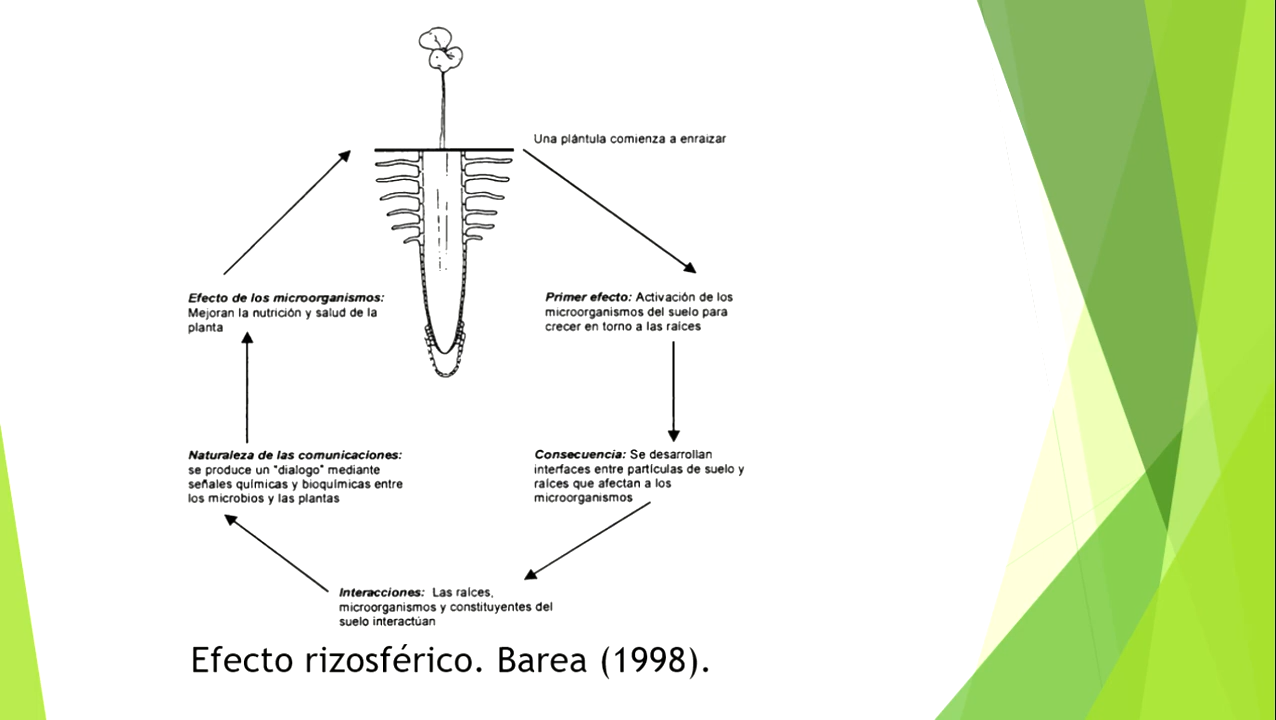 Una plántula comienza a enraizar
Primer efecto: Activación de los
microorganismos del suelo para
crecer en torno a las raíces
Consecuencia: Se desarrollan
interfaces entre partículas de suelo y
raíces que afectan a los
microorganismos
Interacciones: Las raíces,
microorganismos y constituyentes del
suelo interactúan
Naturaleza de las comunicaciones:
se produce un "dialogo" mediante
señales químicas y bioquímicas entre
los microbios y las plantas
Efecto de los microorganismos:
Mejoran la nutrición y salud de la
planta
Efecto rizosférico. Barea (1998).